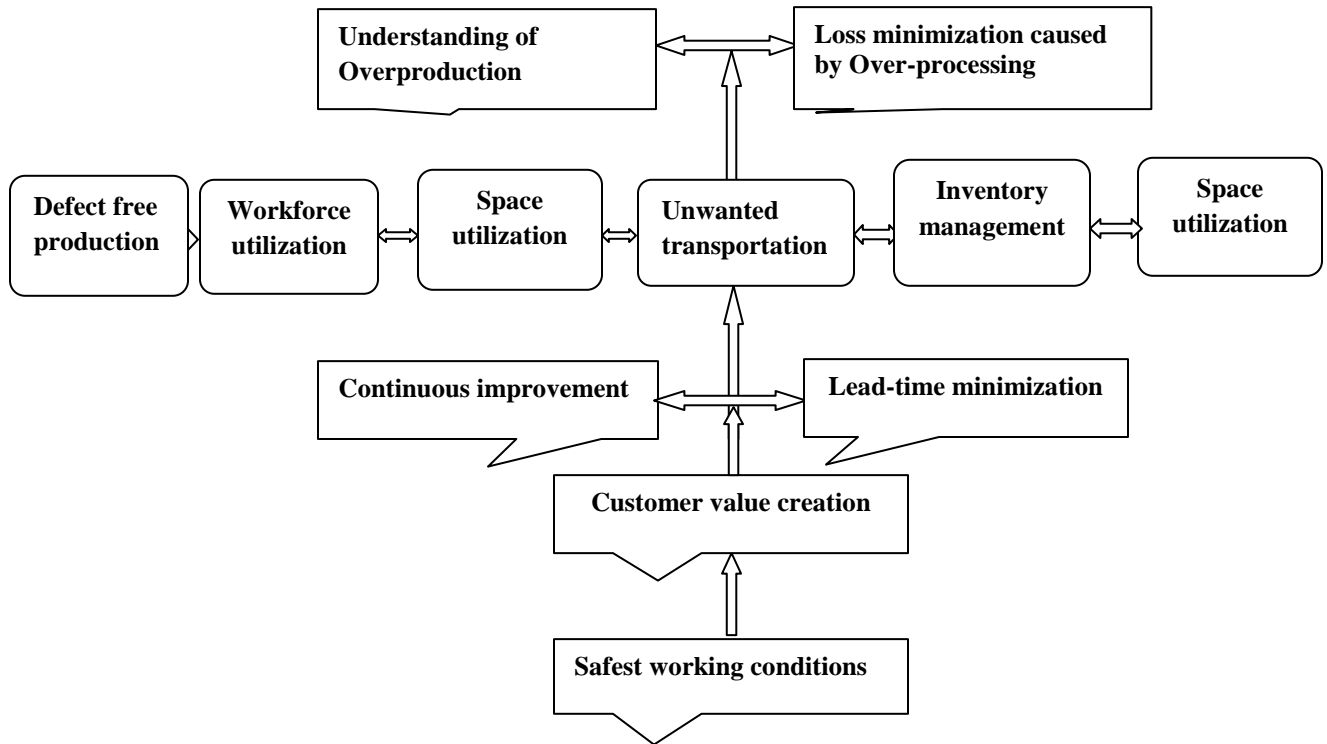 Understanding of
Overproduction
Loss minimization caused
by Over-processing
Defect free
production
Workforce
utilization
Space
utilization
Unwanted
transportation
Inventory
management
Space
utilization
Continuous improvement
Lead-time minimization
Customer value creation
Safest working conditions